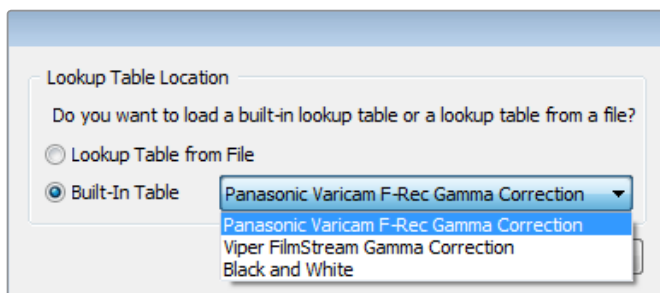 Lookup Table Location
Do you want to load a built-in lookup table or a lookup table from a file?
Lookup Table from File
Built-In Table
Panasonic Varicam F-Rec Gamma Correction
Panasonic Varicam F-Rec Gamma Correction
Viper FilmStream Gamma Correction
Black and White